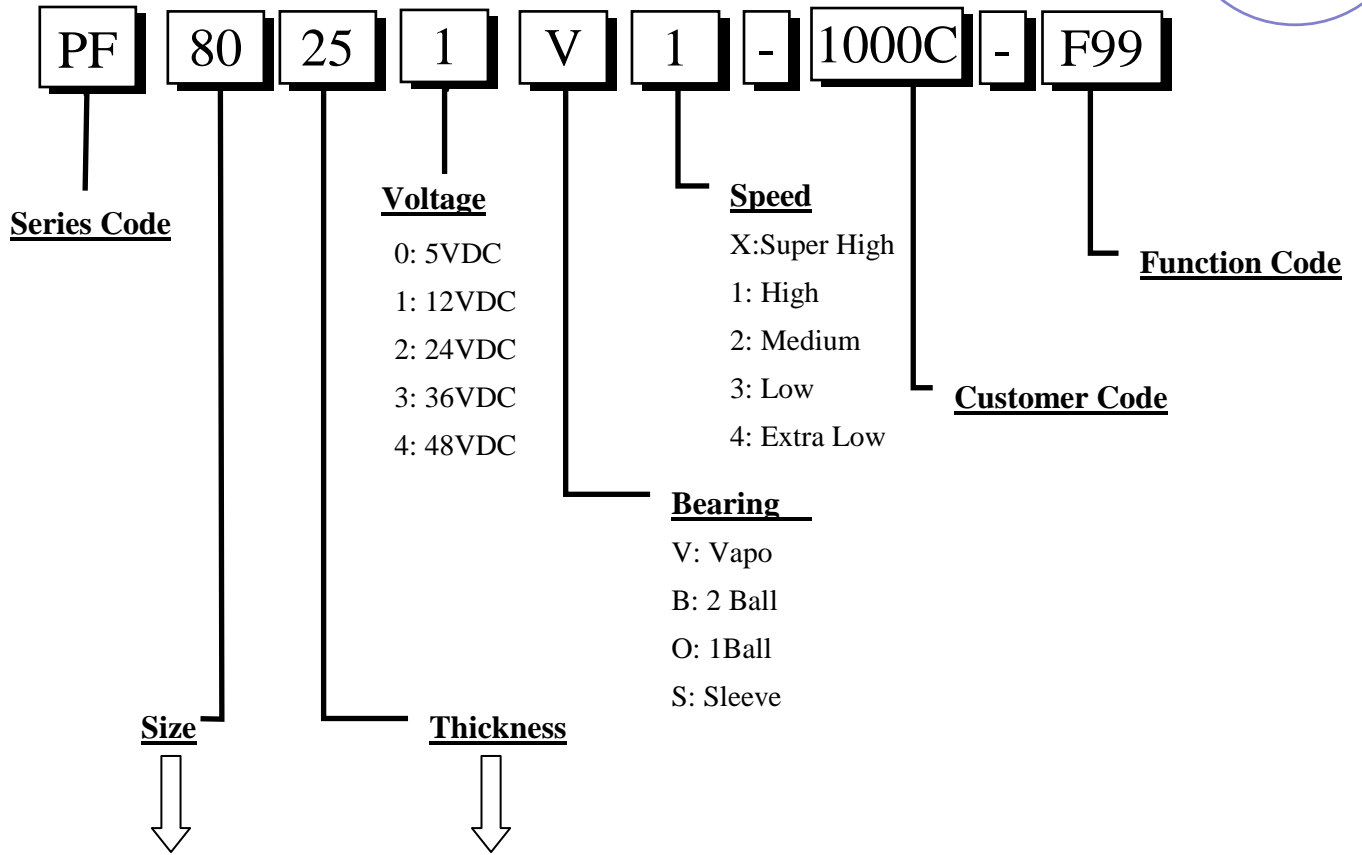 PF 80 25 1 V 1 - 1000C - F99
Series Code
Voltage
0: 5VDC
1: 12VDC
2: 24VDC
3: 36VDC
4: 48VDC
Speed
X:Super High
1: High
2: Medium
3: Low
4: Extra Low
Function Code
Customer Code
Bearing
V: Vapo
B: 2 Ball
O: 1Ball
S: Sleeve
Size
Thickness